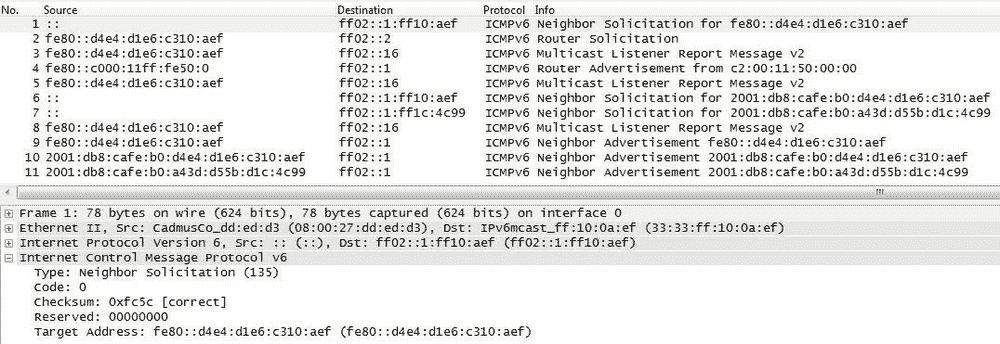 No. Source Destination Protocol Info
1 :: ff02::1:ff10:aef ICMPv6 Neighbor Solicitation for fe80::d4e4:d1e6:c310:aef
2 fe80::d4e4:d1e6:c310:aef ff02::2 ICMPv6 Router Solicitation
3 fe80::d4e4:d1e6:c310:aef ff02::16 ICMPv6 Multicast Listener Report Message v2
4 fe80::c000:11ff:fe50:0 ff02::1 ICMPv6 Router Advertisement from c2:00:11:50:00:00
5 fe80::d4e4:d1e6:c310:aef ff02::16 ICMPv6 Multicast Listener Report Message v2
6 :: ff02::1:ff10:aef ICMPv6 Neighbor Solicitation for 2001:db8:cafe:b0:d4e4:d1e6:c310:aef
7 :: ff02::1:ff1c:4c99 ICMPv6 Neighbor Solicitation for 2001:db8:cafe:b0:a43d:d55b:d1c:4c99
8 fe80::d4e4:d1e6:c310:aef ff02::16 ICMPv6 Multicast Listener Report Message v2
9 fe80::d4e4:d1e6:c310:aef ff02::1 ICMPv6 Neighbor Advertisement fe80::d4e4:d1e6:c310:aef
10 2001:db8:cafe:b0:d4e4:d1e6:c310:aef ff02::1 ICMPv6 Neighbor Advertisement 2001:db8:cafe:b0:d4e4:d1e6:c310:aef
11 2001:db8:cafe:b0:a43d:d55b:d1c:4c99 ff02::1 ICMPv6 Neighbor Advertisement 2001:db8:cafe:b0:a43d:d55b:d1c:4c99
Frame 1: 78 bytes on wire (624 bits), 78 bytes captured (624 bits) on interface 0
Ethernet II, Src: CadmusCo_dd:ed:d3 (08:00:27:dd:ed:d3), Dst: IPv6mcast_ff:10:0a:ef (33:33:ff:10:0a:ef)
Internet Protocol Version 6, Src: :: (::), Dst: ff02::1:ff10:aef (ff02::1:ff10:aef)
Internet Control Message Protocol v6
Type: Neighbor Solicitation (135)
Code: 0
Checksum: 0xfc5c [correct]
Reserved: 00000000
Target Address: fe80::d4e4:d1e6:c310:aef (fe80::d4e4:d1e6:c310:aef)